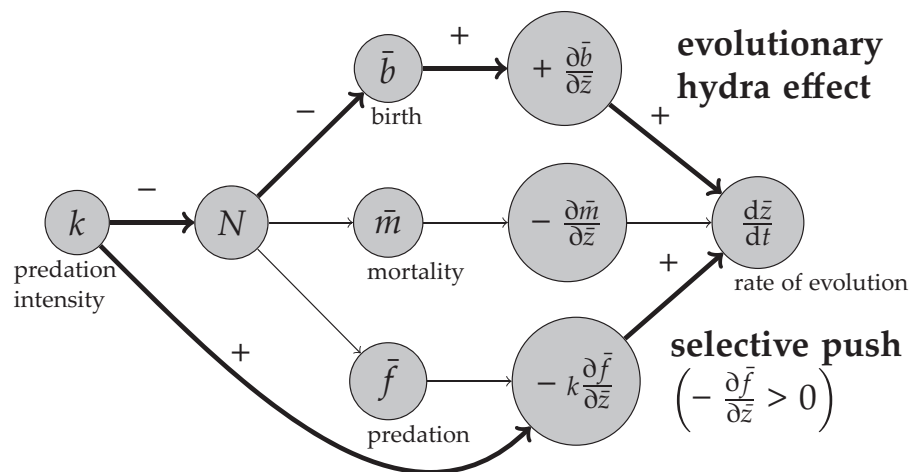 +
b̄
+ ∂b̄/∂z̄
evolutionary
hydra effect
−
birth
+
−
k
N
m̄
− ∂m̄/∂z̄
dz̄/dt
predation
intensity
mortality
+
rate of evolution
+
selective push
f̄
− k ∂f̄/∂z̄
(− ∂f̄/∂z̄ > 0)
predation